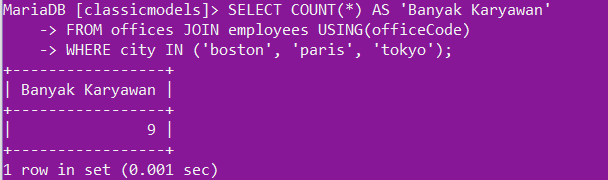 MariaDB [classicmodels]> SELECT COUNT(*) AS 'Banyak Karyawan'
    -> FROM offices JOIN employees USING(officeCode)
    -> WHERE city IN ('boston', 'paris', 'tokyo');
+-----------------+
| Banyak Karyawan |
+-----------------+
|               9 |
+-----------------+
1 row in set (0.001 sec)